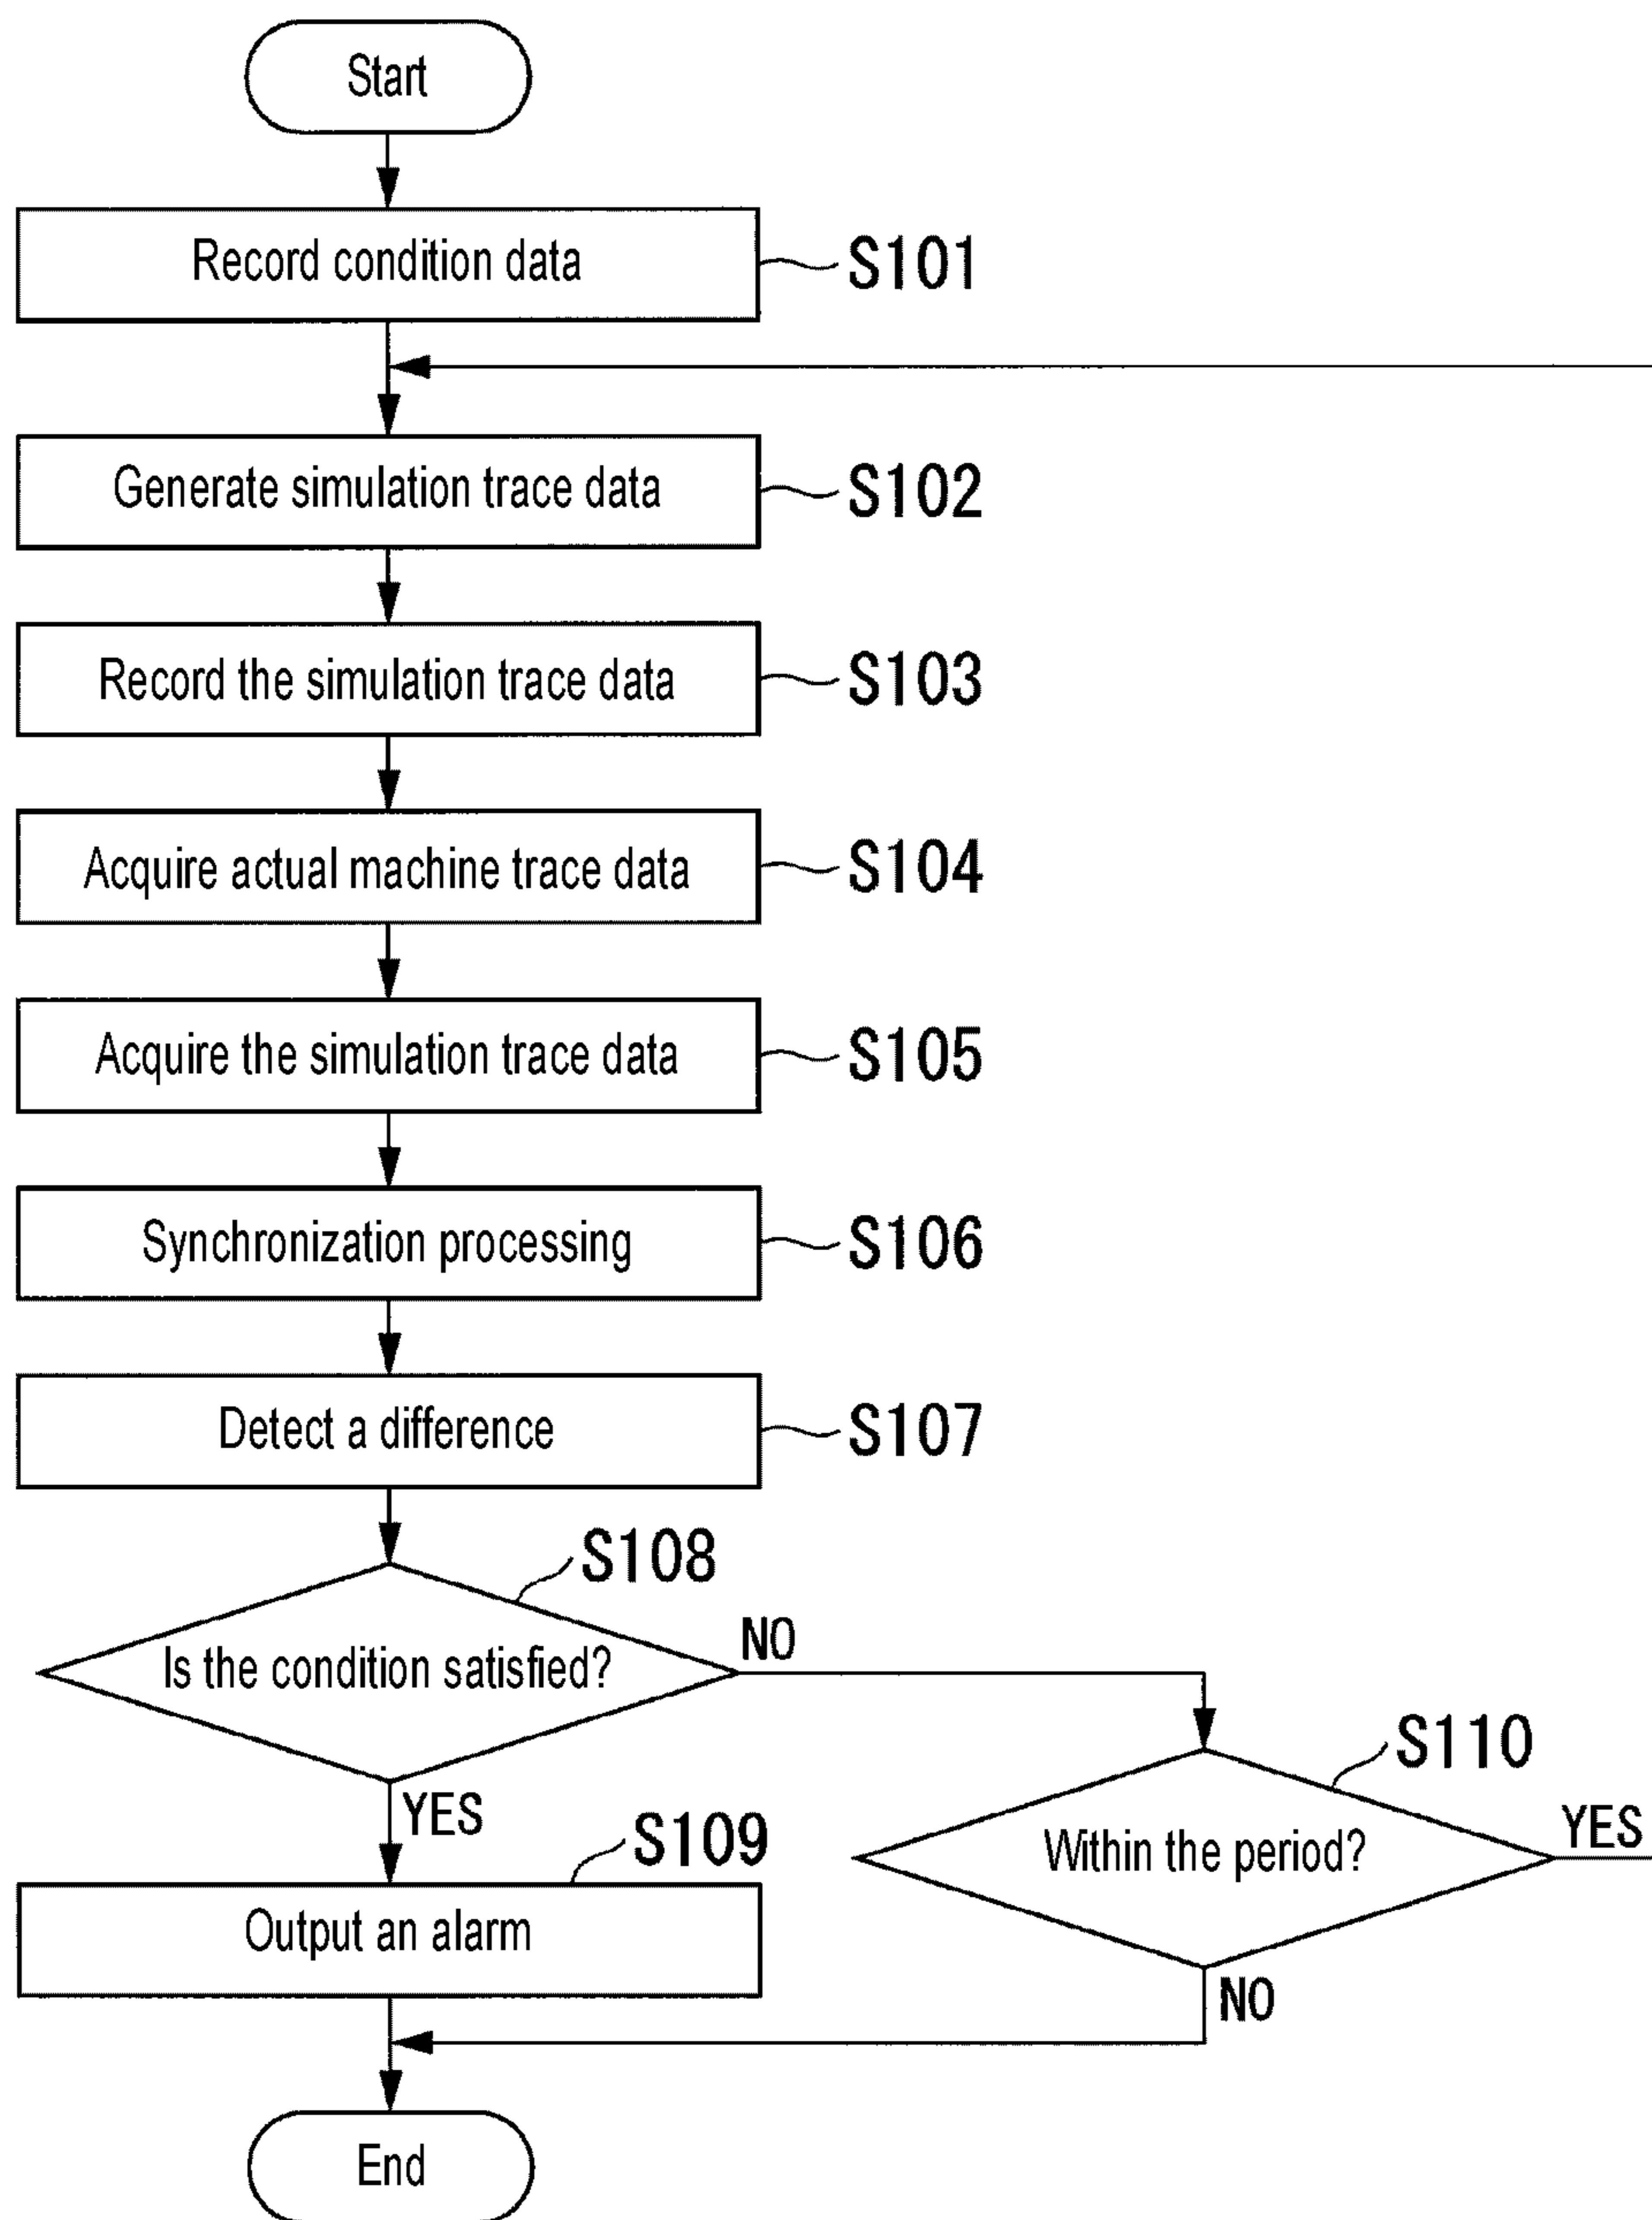 Start
Record condition data
S101
Generate simulation trace data
S102
Record the simulation trace data
S103
Acquire actual machine trace data
S104
Acquire the simulation trace data
S105
Synchronization processing
S106
Detect a difference
S107
S108
Is the condition satisfied?
NO
YES
S110
Within the period?
YES
NO
S109
Output an alarm
End